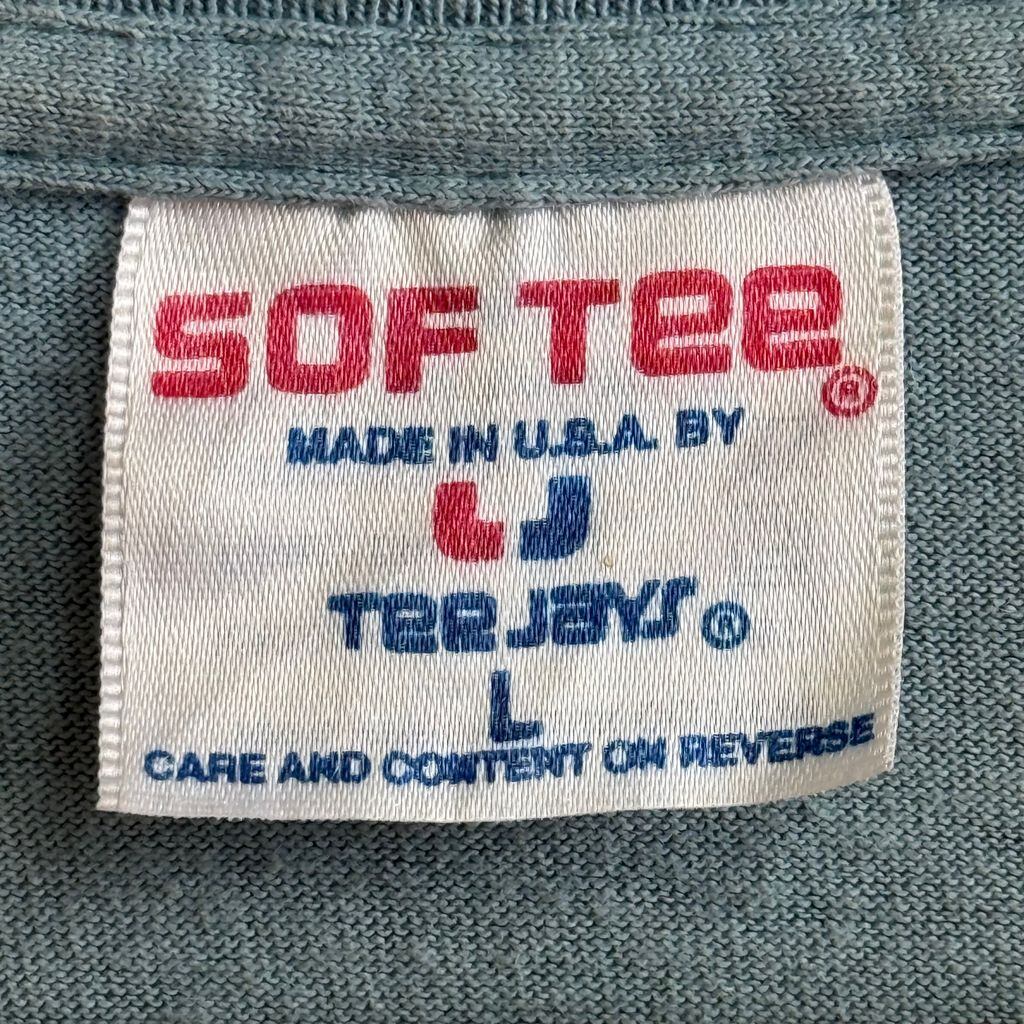 SOF TEE ®
MADE IN U.S.A. BY
TEE JAYS ®
L
CARE AND CONTENT ON REVERSE